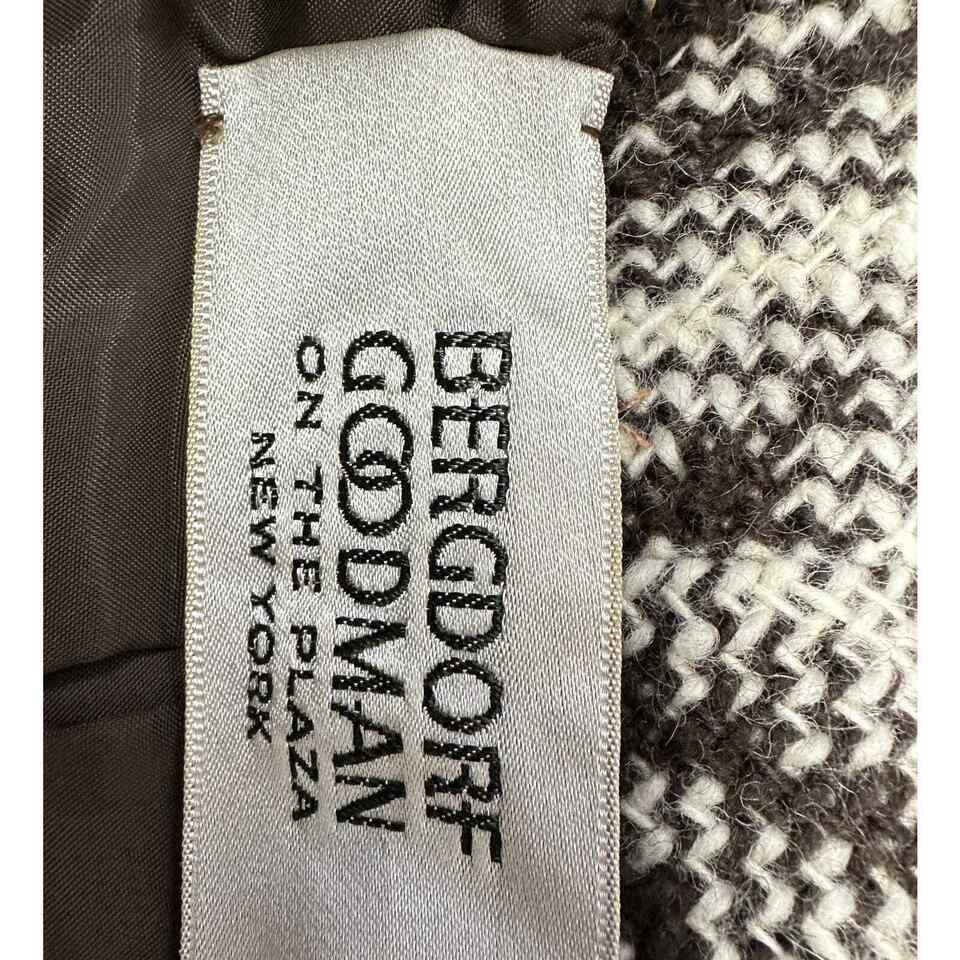 BERGDORF
GOODMAN
ON THE PLAZA
NEW YORK